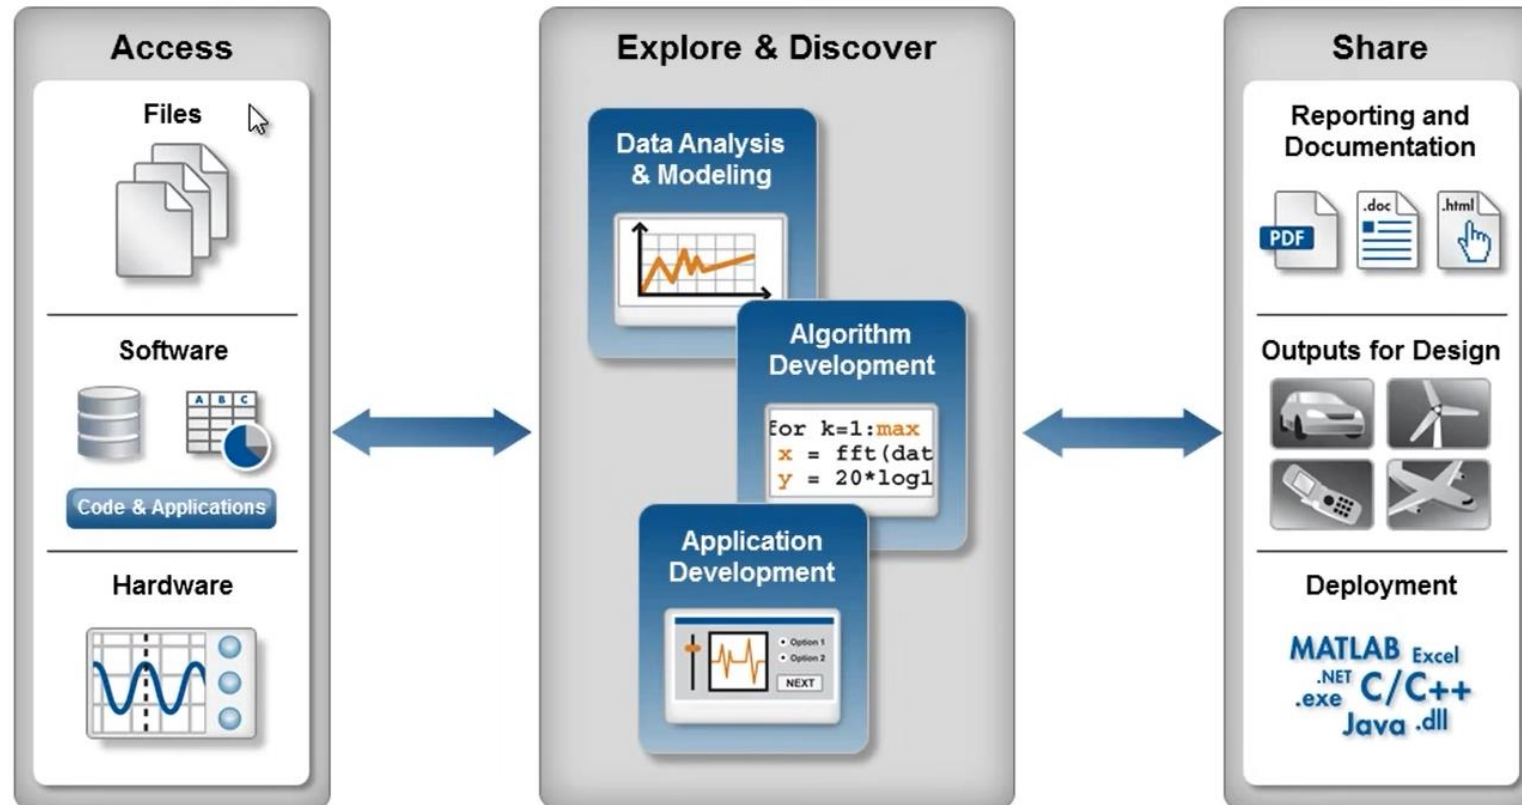 Access
Files
Software
A B C
Code & Applications
Hardware
Explore & Discover
Data Analysis
& Modeling
Algorithm
Development
for k=1:max
x = fft(dat
y = 20*log1
Application
Development
Option 1
Option 2
NEXT
Share
Reporting and
Documentation
PDF
.doc
.html
Outputs for Design
Deployment
MATLAB Excel
.NET C/C++
.exe
Java .dll